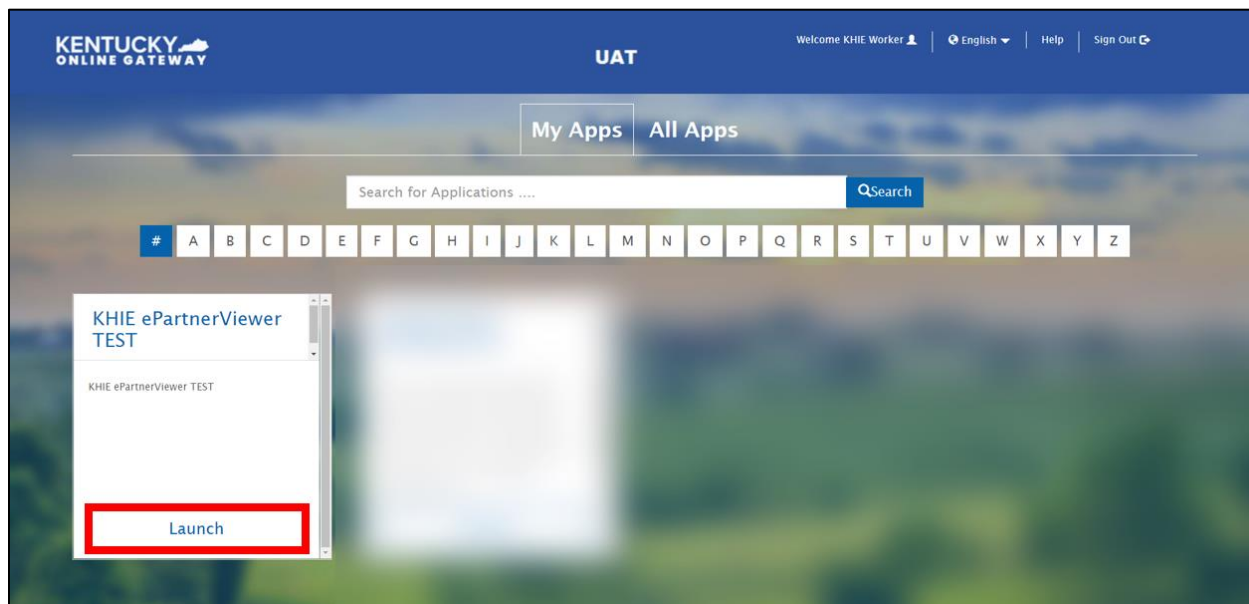 KENTUCKY
ONLINE GATEWAY
UAT
Welcome KHIE Worker
English
Help
Sign Out
My Apps
All Apps
Search for Applications ....
Search
# A B C D E F G H I J K L M N O P Q R S T U V W X Y Z
KHIE ePartnerViewer
TEST
KHIE ePartnerViewer TEST
Launch